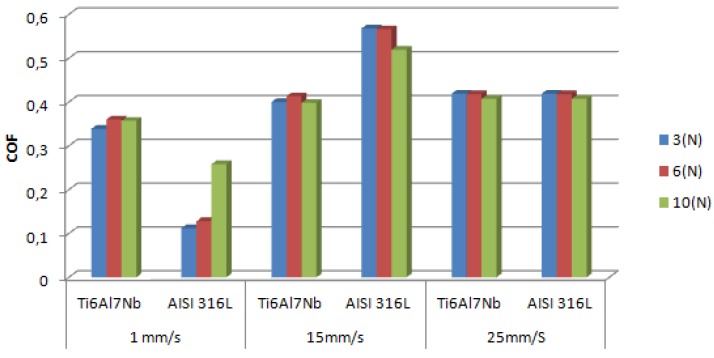 0,6
0,5
0,4
0,3
0,2
0,1
0
COF
Ti6Al7Nb AISI 316L Ti6Al7Nb AISI 316L Ti6Al7Nb AISI 316L
1 mm/s 15mm/s 25mm/S
3(N)
6(N)
10(N)